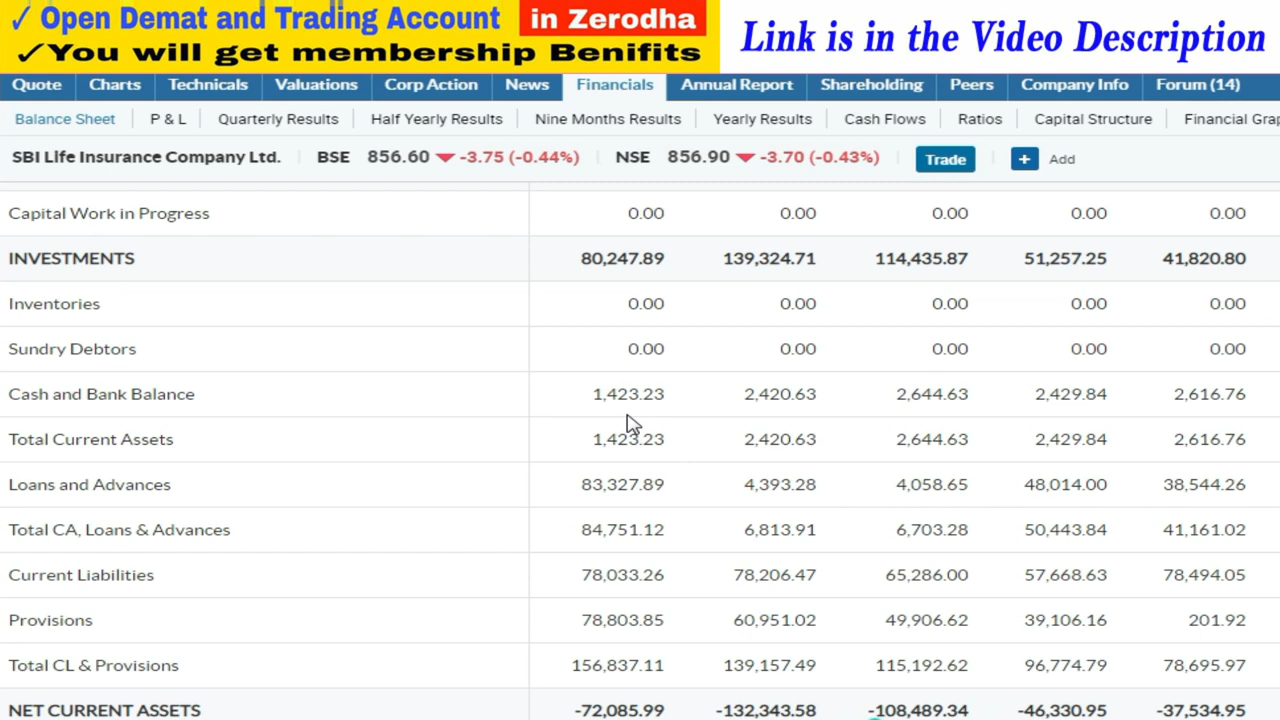 ✓ Open Demat and Trading Account in Zerodha
✓You will get membership Benifits
Link is in the Video Description
Quote Charts Technicals Valuations Corp Action News Financials Annual Report Shareholding Peers Company Info Forum (14)
Balance Sheet P & L Quarterly Results Half Yearly Results Nine Months Results Yearly Results Cash Flows Ratios Capital Structure Financial Grap
SBI Life Insurance Company Ltd. BSE 856.60 -3.75 (-0.44%) NSE 856.90 -3.70 (-0.43%) Trade + Add
Capital Work in Progress 0.00 0.00 0.00 0.00 0.00
INVESTMENTS 80,247.89 139,324.71 114,435.87 51,257.25 41,820.80
Inventories 0.00 0.00 0.00 0.00 0.00
Sundry Debtors 0.00 0.00 0.00 0.00 0.00
Cash and Bank Balance 1,423.23 2,420.63 2,644.63 2,429.84 2,616.76
Total Current Assets 1,423.23 2,420.63 2,644.63 2,429.84 2,616.76
Loans and Advances 83,327.89 4,393.28 4,058.65 48,014.00 38,544.26
Total CA, Loans & Advances 84,751.12 6,813.91 6,703.28 50,443.84 41,161.02
Current Liabilities 78,033.26 78,206.47 65,286.00 57,668.63 78,494.05
Provisions 78,803.85 60,951.02 49,906.62 39,106.16 201.92
Total CL & Provisions 156,837.11 139,157.49 115,192.62 96,774.79 78,695.97
NET CURRENT ASSETS -72,085.99 -132,343.58 -108,489.34 -46,330.95 -37,534.95